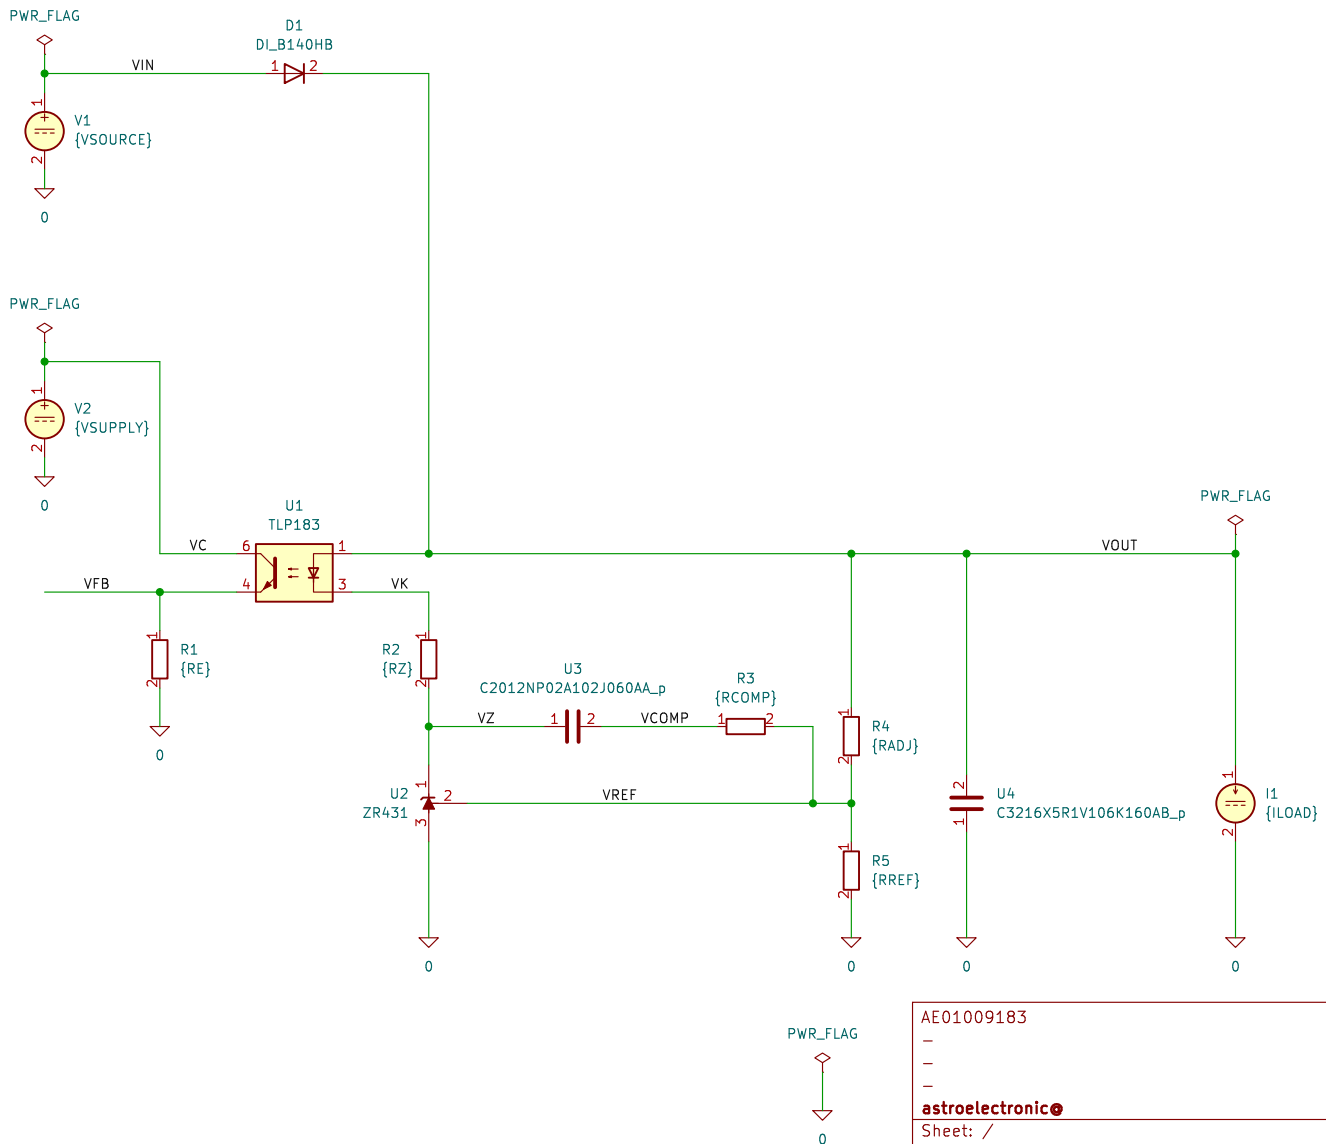 PWR_FLAG
D1
DI_B140HB
VIN
1
2
1
V1
{VSOURCE}
2
0
PWR_FLAG
1
V2
{VSUPPLY}
2
0
PWR_FLAG
U1
TLP183
VC
6
1
VOUT
VFB
4
3
VK
1
R1
{RE}
2
0
1
R2
{RZ}
2
U3
C2012NP02A102J060AA_p
R3
{RCOMP}
VZ
1
2
VCOMP
1
2
1
R4
{RADJ}
2
U2
ZR431
1
2
3
VREF
2
U4
C3216X5R1V106K160AB_p
1
1
I1
{ILOAD}
2
1
R5
{RREF}
2
0
0
0
0
PWR_FLAG
0
AE01009183
–
–
–
astroelectronic@
Sheet: /